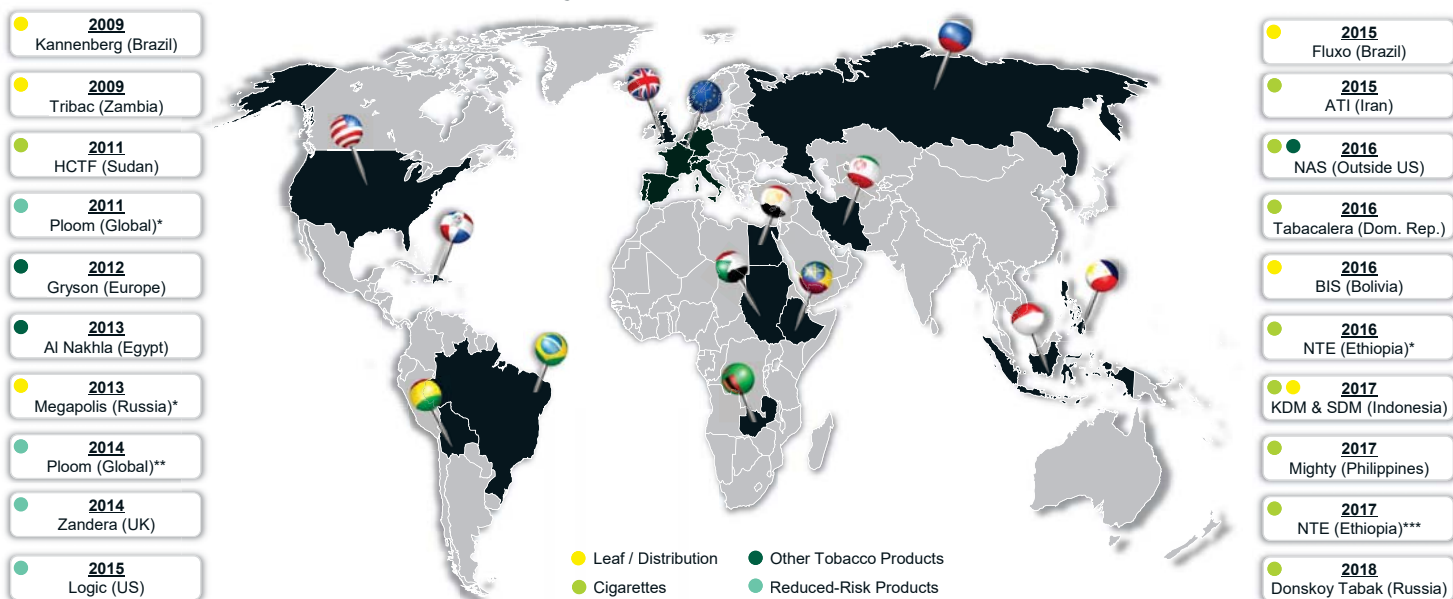 2009
Kannenberg (Brazil)
2009
Tribac (Zambia)
2011
HCTF (Sudan)
2011
Ploom (Global)*
2012
Gryson (Europe)
2013
Al Nakhla (Egypt)
2013
Megapolis (Russia)*
2014
Ploom (Global)**
2014
Zandera (UK)
2015
Logic (US)
Leaf / Distribution
Other Tobacco Products
Cigarettes
Reduced-Risk Products
2015
Fluxo (Brazil)
2015
ATI (Iran)
2016
NAS (Outside US)
2016
Tabacalera (Dom. Rep.)
2016
BIS (Bolivia)
2016
NTE (Ethiopia)*
2017
KDM & SDM (Indonesia)
2017
Mighty (Philippines)
2017
NTE (Ethiopia)***
2018
Donskoy Tabak (Russia)